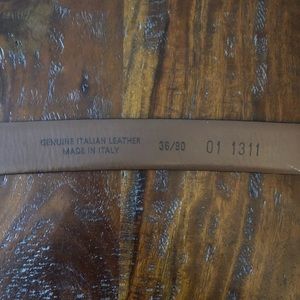 GENUINE ITALIAN LEATHER
MADE IN ITALY
36/90
01 1311